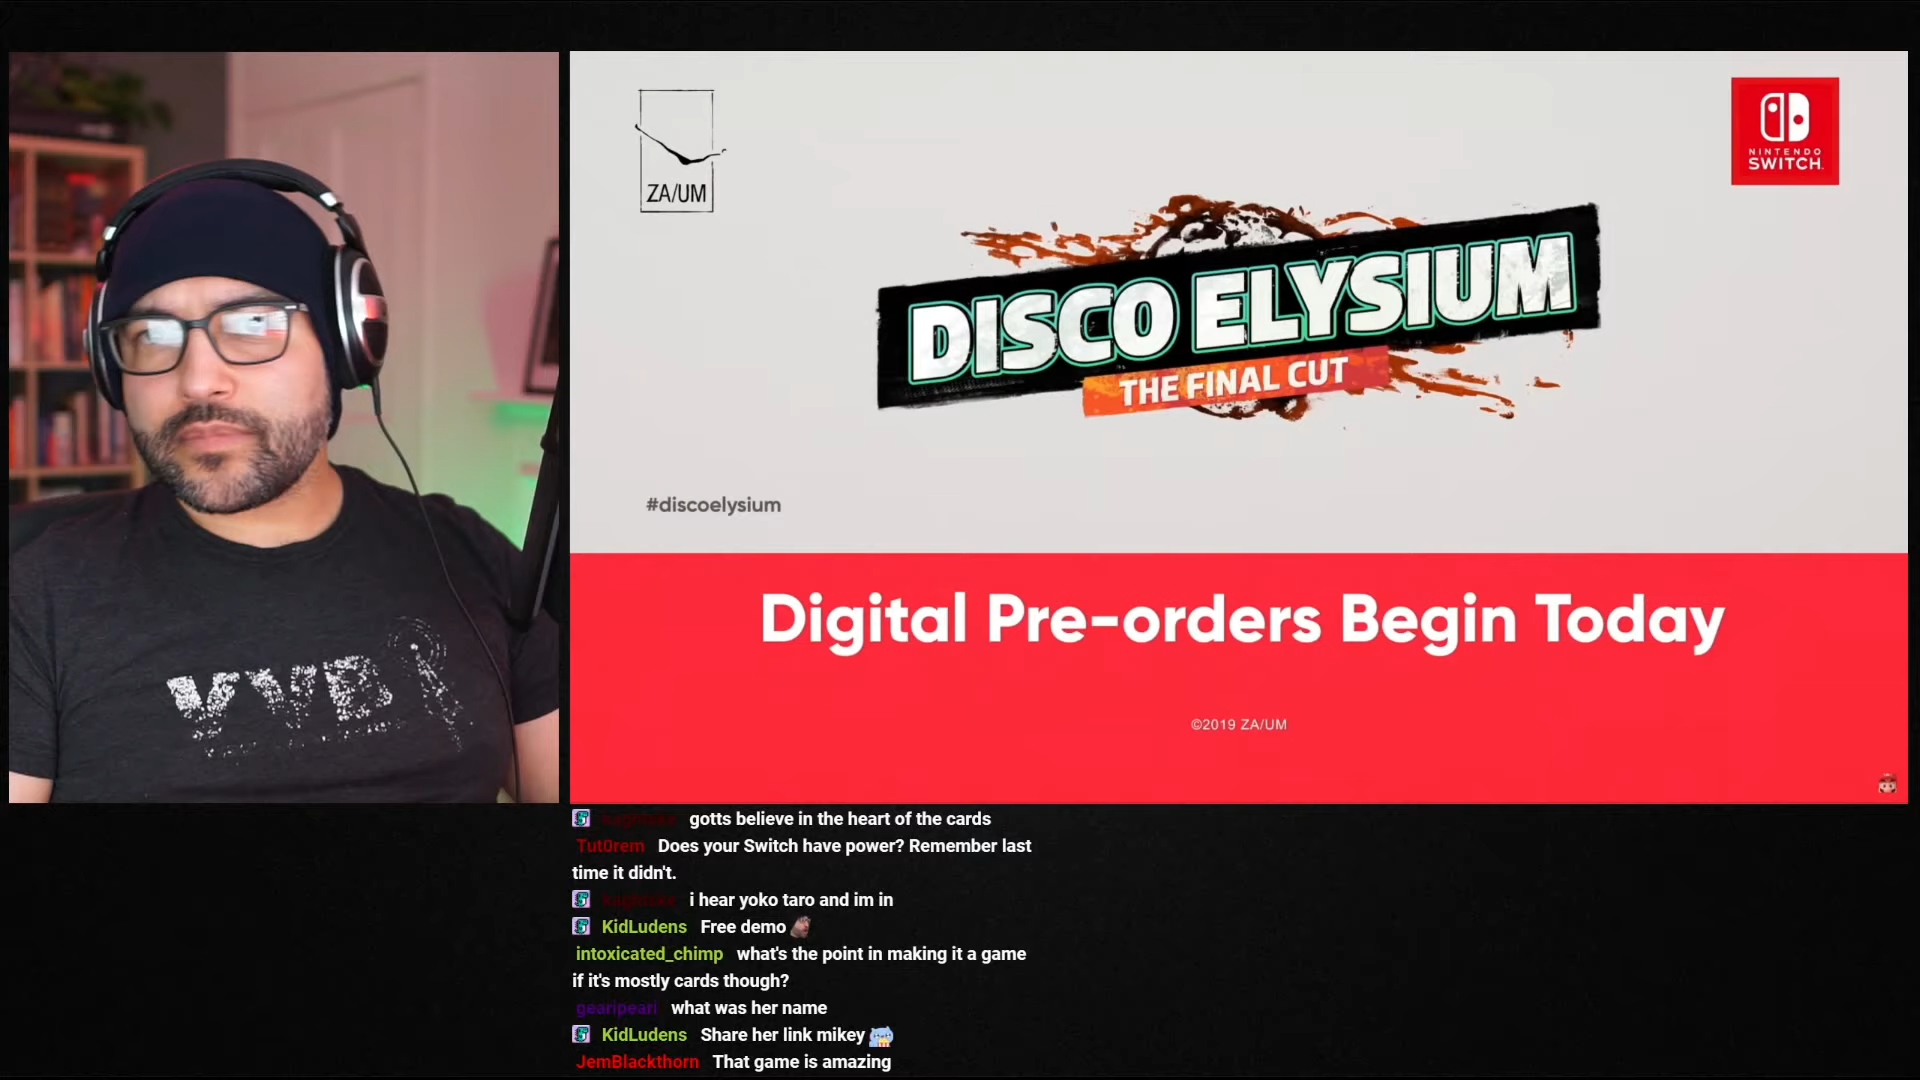 ZA/UM
NINTENDO
SWITCH
DISCO ELYSIUM
THE FINAL CUT
#discoelysium
Digital Pre-orders Begin Today
©2019 ZA/UM
VVB
gotts believe in the heart of the cards
Tut0rem Does your Switch have power? Remember last
time it didn't.
i hear yoko taro and im in
KidLudens Free demo
intoxicated_chimp what's the point in making it a game
if it's mostly cards though?
gearipeari what was her name
KidLudens Share her link mikey
JemBlackthorn That game is amazing